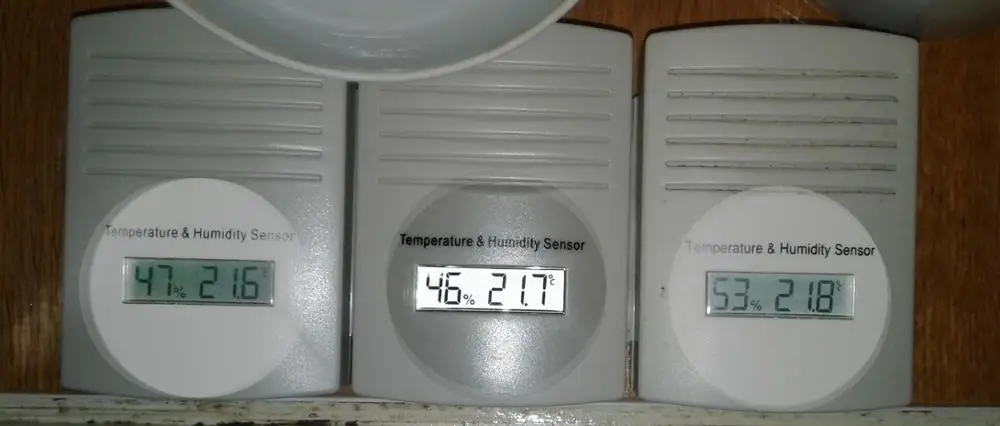 Temperature & Humidity Sensor
47% 21.6°C
Temperature & Humidity Sensor
46% 21.7°C
Temperature & Humidity Sensor
53% 21.8°C